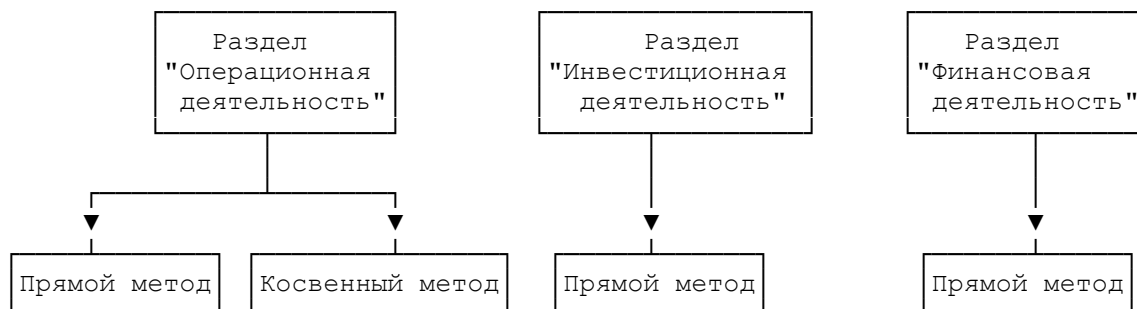 Раздел
"Операционная
деятельность"
Раздел
"Инвестиционная
деятельность"
Раздел
"Финансовая
деятельность"
Прямой метод
Косвенный метод
Прямой метод
Прямой метод